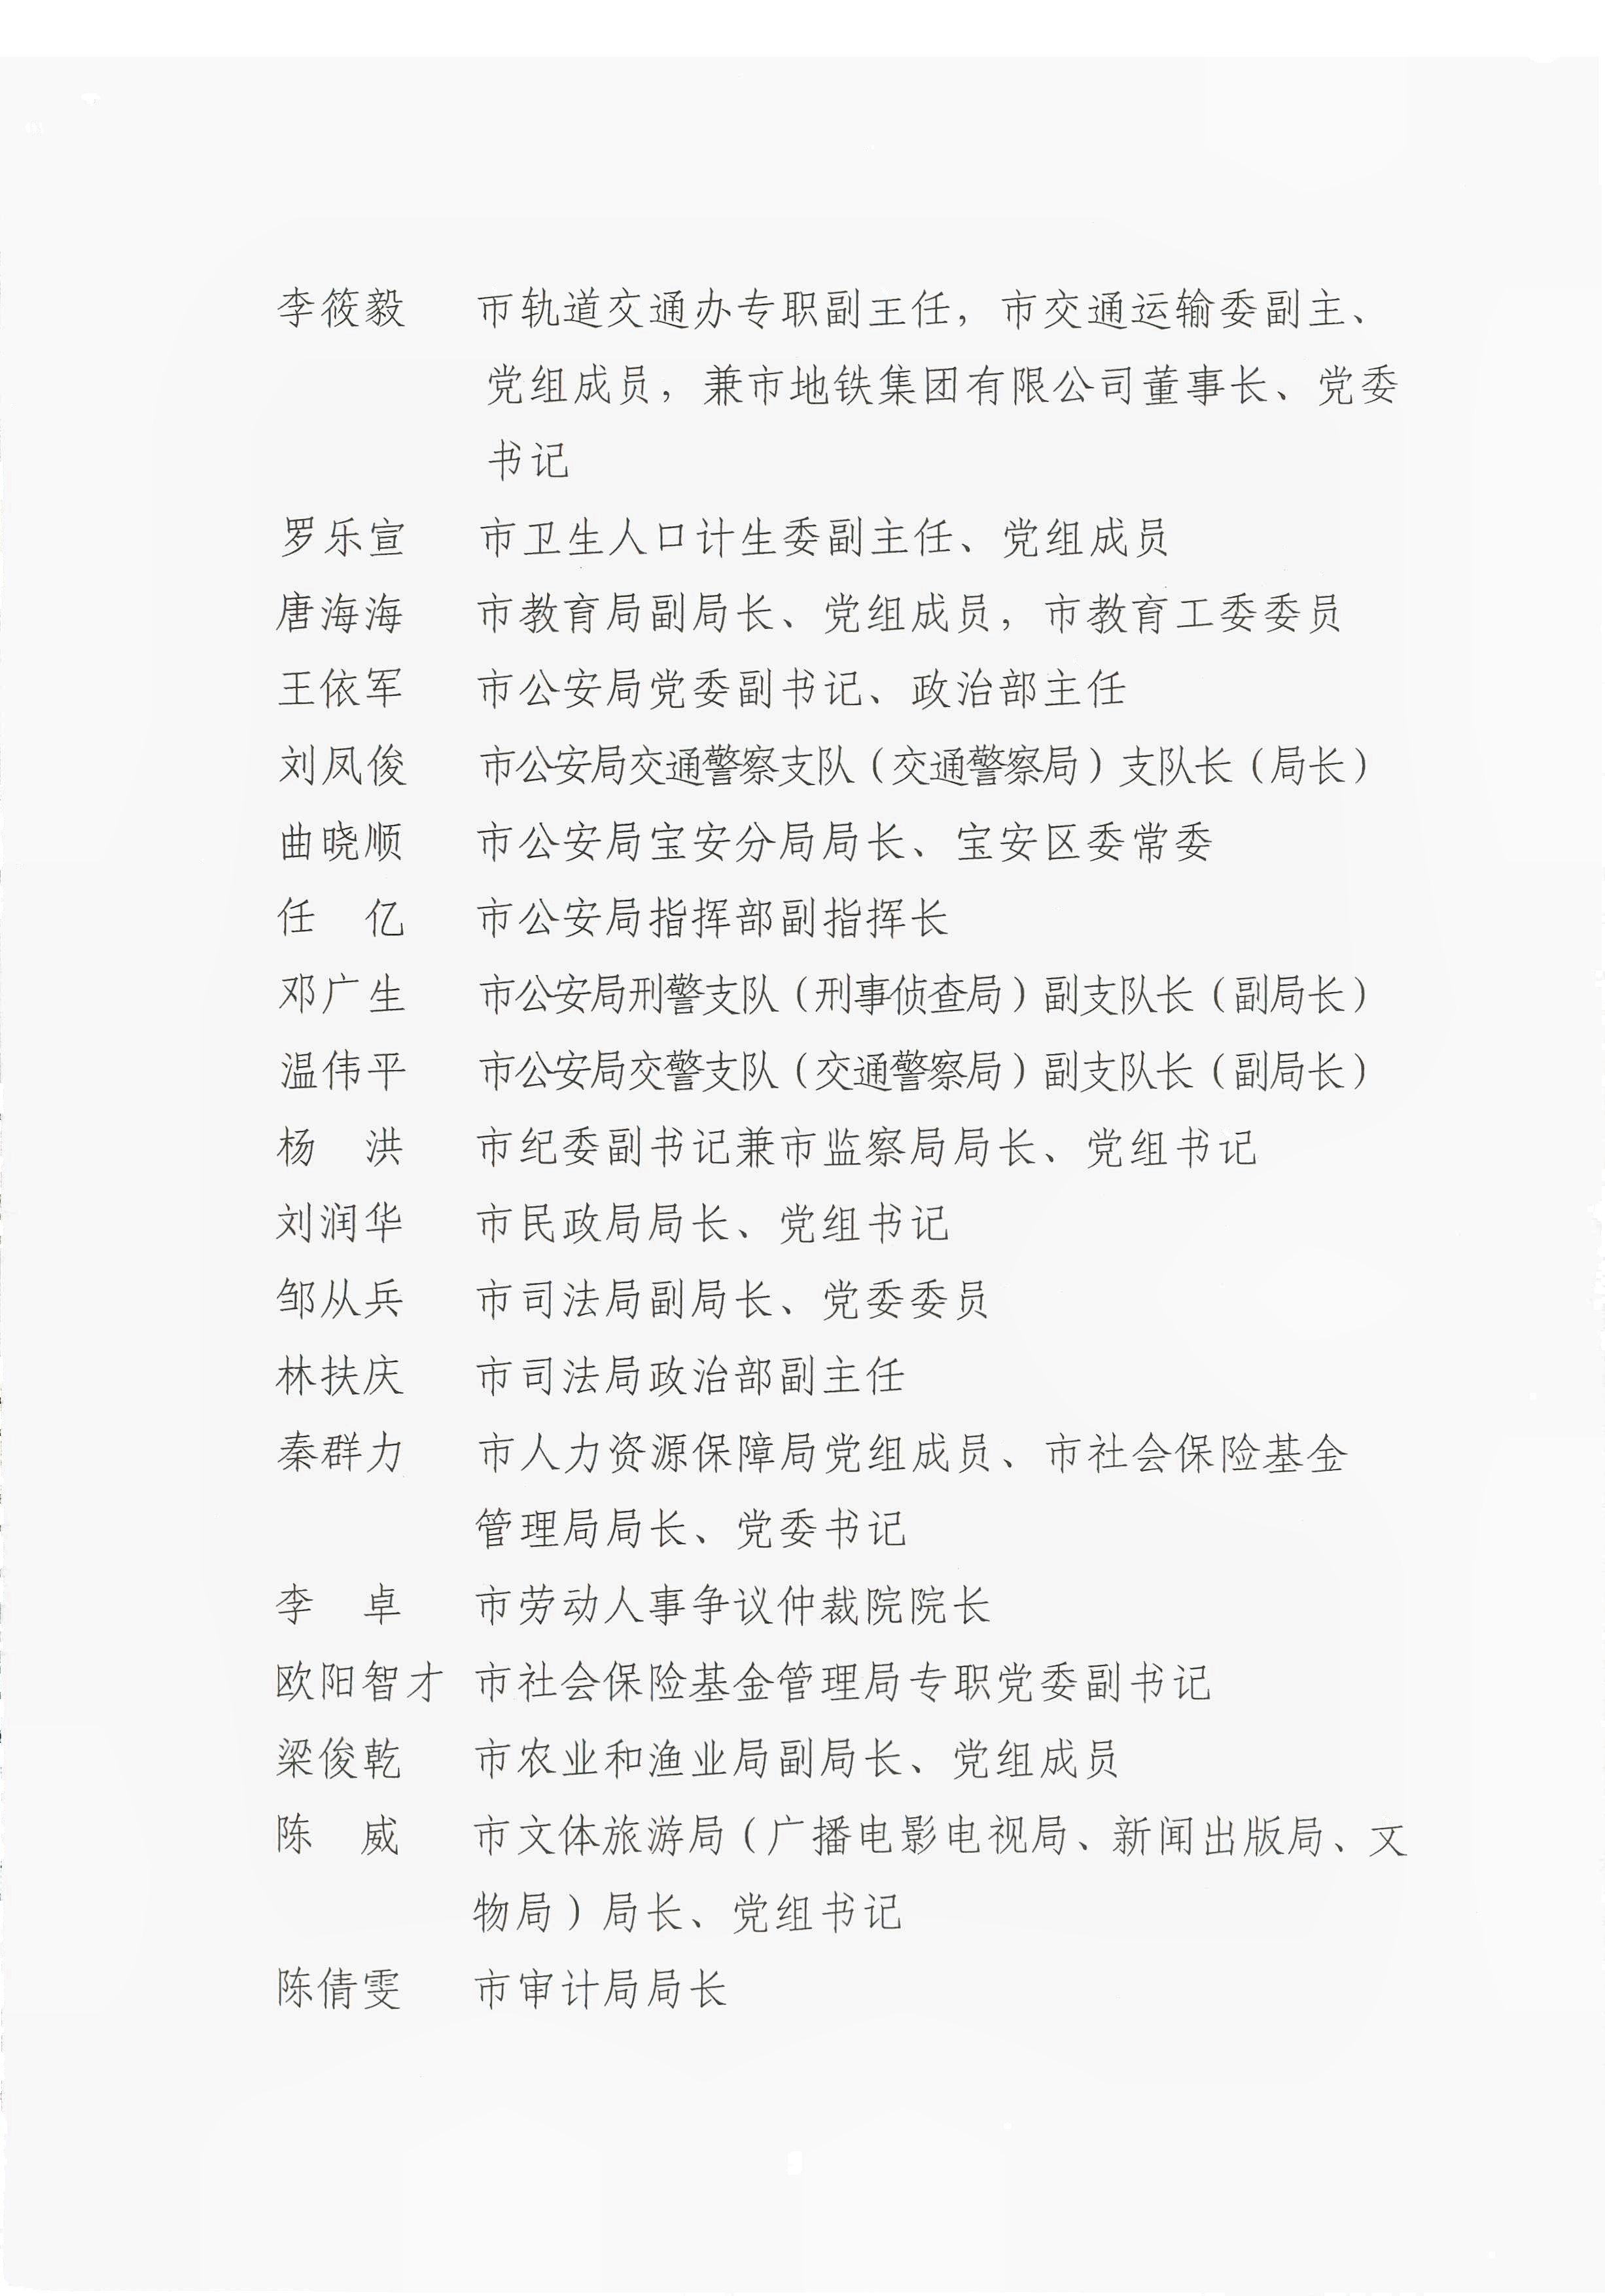 李筱毅 市轨道交通办专职副主任，市交通运输委副主、
党组成员，兼市地铁集团有限公司董事长、党委
书记
罗乐宣 市卫生人口计生委副主任、党组成员
唐海海 市教育局副局长、党组成员，市教育工委委员
王依军 市公安局党委副书记、政治部主任
刘凤俊 市公安局交通警察支队（交通警察局）支队长（局长）
曲晓顺 市公安局宝安分局局长、宝安区委常委
任 亿 市公安局指挥部副指挥长
邓广生 市公安局刑警支队（刑事侦查局）副支队长（副局长）
温伟平 市公安局交警支队（交通警察局）副支队长（副局长）
杨 洪 市纪委副书记兼市监察局局长、党组书记
刘润华 市民政局局长、党组书记
邹从兵 市司法局副局长、党委委员
林扶庆 市司法局政治部副主任
秦群力 市人力资源保障局党组成员、市社会保险基金
管理局局长、党委书记
李 卓 市劳动人事争议仲裁院院长
欧阳智才 市社会保险基金管理局专职党委副书记
梁俊乾 市农业和渔业局副局长、党组成员
陈 威 市文体旅游局（广播电影电视局、新闻出版局、文
物局）局长、党组书记
陈倩雯 市审计局局长